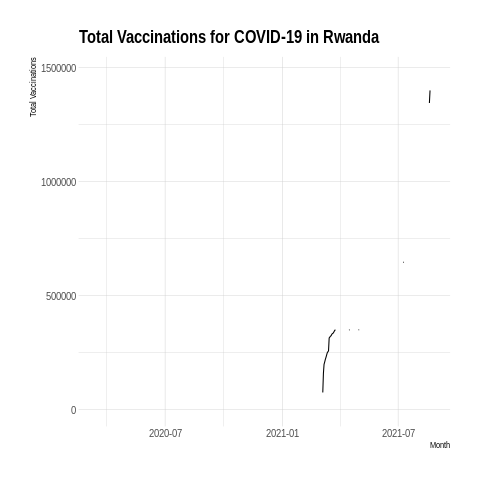 Total Vaccinations for COVID-19 in Rwanda
Total Vaccinations
1500000
1000000
500000
0
2020-07 2021-01 2021-07
Month